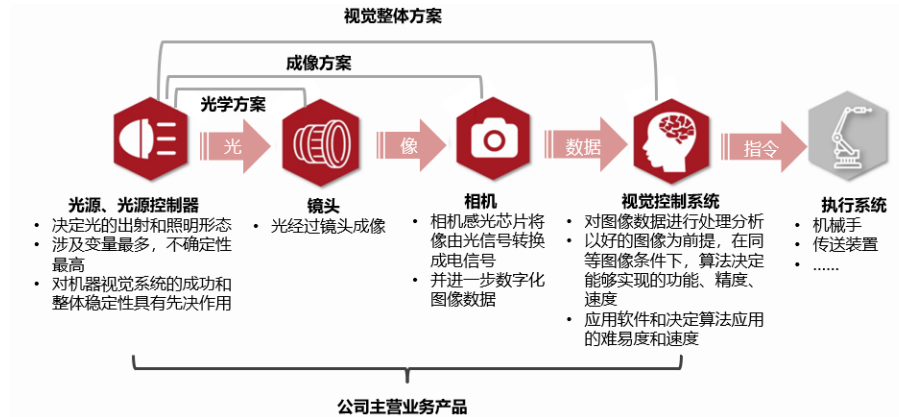 视觉整体方案
成像方案
光学方案
光
像
数据
指令
光源、光源控制器
• 决定光的出射和照明形态
• 涉及变量最多，不确定性
最高
• 对机器视觉系统的成功和
整体稳定性具有先决作用
镜头
• 光经过镜头成像
相机
• 相机感光芯片将
像由光信号转换
成电信号
• 并进一步数字化
图像数据
视觉控制系统
• 对图像数据进行处理分析
• 以好的图像为前提，在同
等图像条件下，算法决定
能够实现的功能、精度、
速度
• 应用软件和决定算法应用
的难易度和速度
执行系统
• 机械手
• 传送装置
• ……
公司主营业务产品